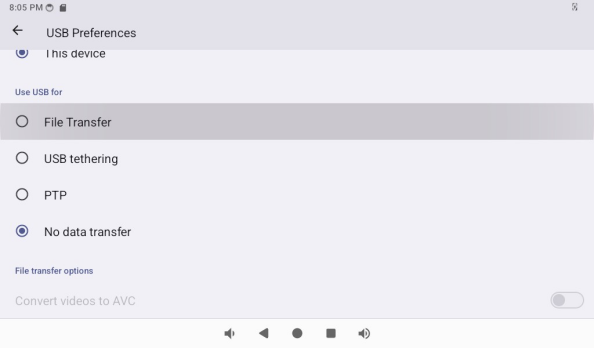 8:05 PM
USB Preferences
This device
Use USB for
File Transfer
USB tethering
PTP
No data transfer
File transfer options
Convert videos to AVC